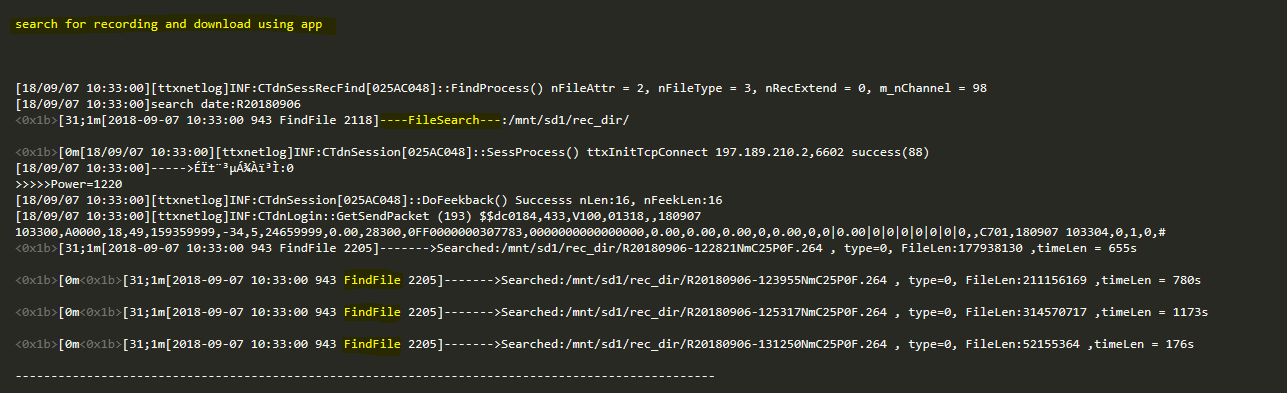 search for recording and download using app
[18/09/07 10:33:00][ttxnetlog]INF:CTdnSessRecFind[025AC048]::FindProcess() nFileAttr = 2, nFileType = 3, nRecExtend = 0, m_nChannel = 98
[18/09/07 10:33:00]search date:R20180906
<0x1b>[31;1m[2018-09-07 10:33:00 943 FindFile 2118]----FileSearch---:/mnt/sd1/rec_dir/
<0x1b>[0m[18/09/07 10:33:00][ttxnetlog]INF:CTdnSession[025AC048]::SessProcess() ttxInitTcpConnect 197.189.210.2,6602 success(88)
[18/09/07 10:33:00]----->ÉÏ±¨³µÁ¾Àï³Ì:0
>>>>>Power=1220
[18/09/07 10:33:00][ttxnetlog]INF:CTdnSession[025AC048]::DoFeekback() Successs nLen:16, nFeekLen:16
[18/09/07 10:33:00][ttxnetlog]INF:CTdnLogin::GetSendPacket (193) $$dc0184,433,V100,01318,,180907
103300,A0000,18,49,159359999,-34,5,24659999,0.00,28300,0FF0000000307783,0000000000000000,0.00,0.00,0.00,0,0.00,0,0|0.00|0|0|0|0|0|0|0,,C701,180907 103304,0,1,0,#
<0x1b>[31;1m[2018-09-07 10:33:00 943 FindFile 2205]------->Searched:/mnt/sd1/rec_dir/R20180906-122821NmC25P0F.264 , type=0, FileLen:177938130 ,timeLen = 655s
<0x1b>[0m<0x1b>[31;1m[2018-09-07 10:33:00 943 FindFile 2205]------->Searched:/mnt/sd1/rec_dir/R20180906-123955NmC25P0F.264 , type=0, FileLen:211156169 ,timeLen = 780s
<0x1b>[0m<0x1b>[31;1m[2018-09-07 10:33:00 943 FindFile 2205]------->Searched:/mnt/sd1/rec_dir/R20180906-125317NmC25P0F.264 , type=0, FileLen:314570717 ,timeLen = 1173s
<0x1b>[0m<0x1b>[31;1m[2018-09-07 10:33:00 943 FindFile 2205]------->Searched:/mnt/sd1/rec_dir/R20180906-131250NmC25P0F.264 , type=0, FileLen:52155364 ,timeLen = 176s
--------------------------------------------------------------------------------------------------